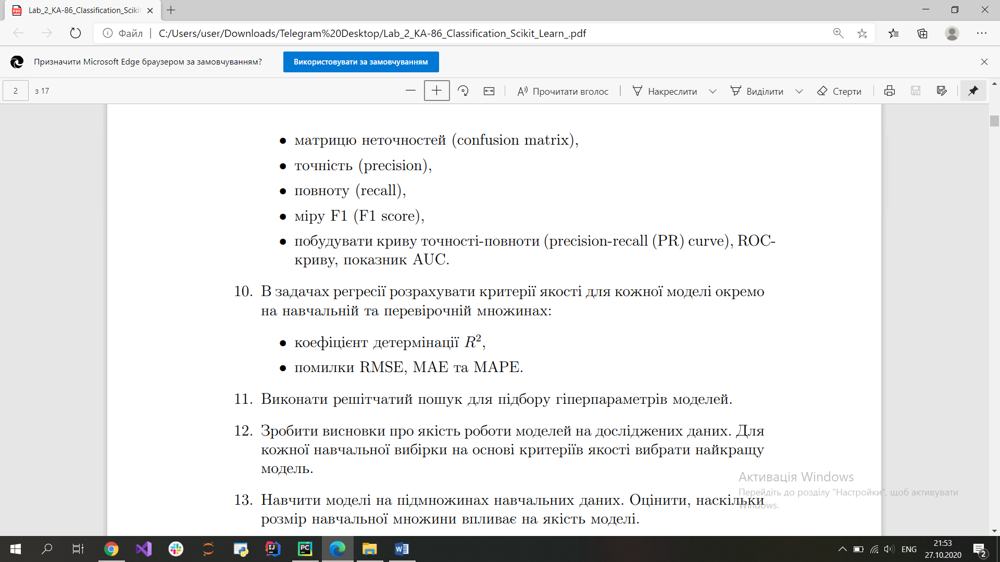 Lab_2_KA-86_Classification_Scikit
Файл
C:/Users/user/Downloads/Telegram%20Desktop/Lab_2_KA-86_Classification_Scikit_Learn_.pdf
Призначити Microsoft Edge браузером за замовчуванням?
Використовувати за замовчуванням
2 з 17
Прочитати вголос
Накреслити
Виділити
Стерти
• матрицю неточностей (confusion matrix),
• точність (precision),
• повноту (recall),
• міру F1 (F1 score),
• побудувати криву точності-повноти (precision-recall (PR) curve), ROC-
криву, показник AUC.
10. В задачах регресії розрахувати критерії якості для кожної моделі окремо
на навчальній та перевірочній множинах:
• коефіцієнт детермінації R²,
• помилки RMSE, MAE та MAPE.
11. Виконати решітчатий пошук для підбору гіперпараметрів моделей.
12. Зробити висновки про якість роботи моделей на досліджених даних. Для
кожної навчальної вибірки на основі критеріїв якості вибрати найкращу
модель.
13. Навчити моделі на підмножинах навчальних даних. Оцінити, наскільки
розмір навчальної множини впливає на якість моделі.
Активація Windows
Перейдіть до розділу "Настройки", щоб активувати
Windows.
ENG
21:53
27.10.2020
2